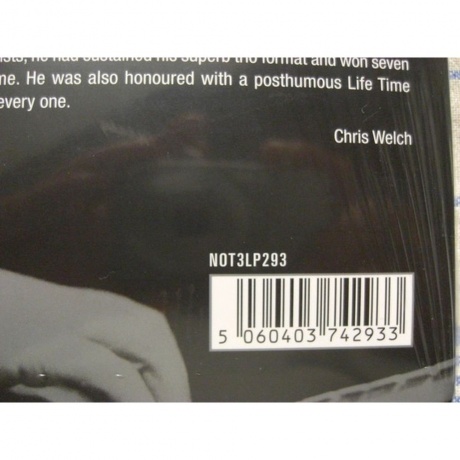 he had sustained his superb trio format and won seven
me. He was also honoured with a posthumous Life Time
every one.
Chris Welch
NOT3LP293
5 060403 742933